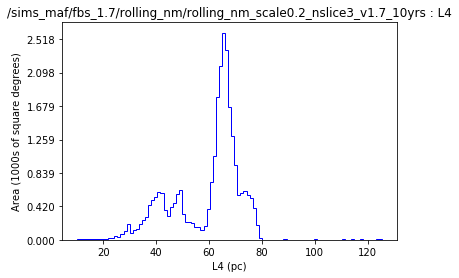 /sims_maf/fbs_1.7/rolling_nm/rolling_nm_scale0.2_nslice3_v1.7_10yrs : L4
2.518
2.098
1.679
1.259
0.839
0.420
0.000
Area (1000s of square degrees)
20 40 60 80 100 120
L4 (pc)